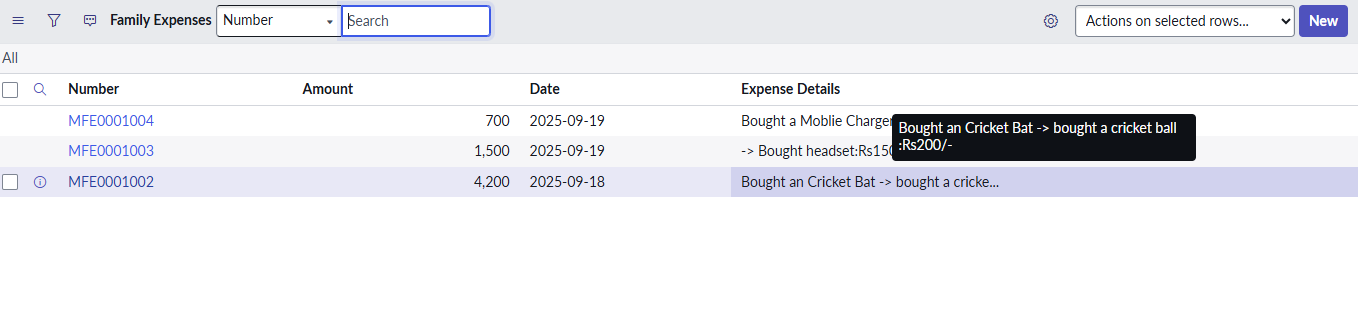 Family Expenses Number Search Actions on selected rows... New
All
Number Amount Date Expense Details
MFE0001004 700 2025-09-19 Bought a Moblie Charger
Bought an Cricket Bat -> bought a cricket ball
:Rs200/-
MFE0001003 1,500 2025-09-19 -> Bought headset:Rs150
MFE0001002 4,200 2025-09-18 Bought an Cricket Bat -> bought a cricke...